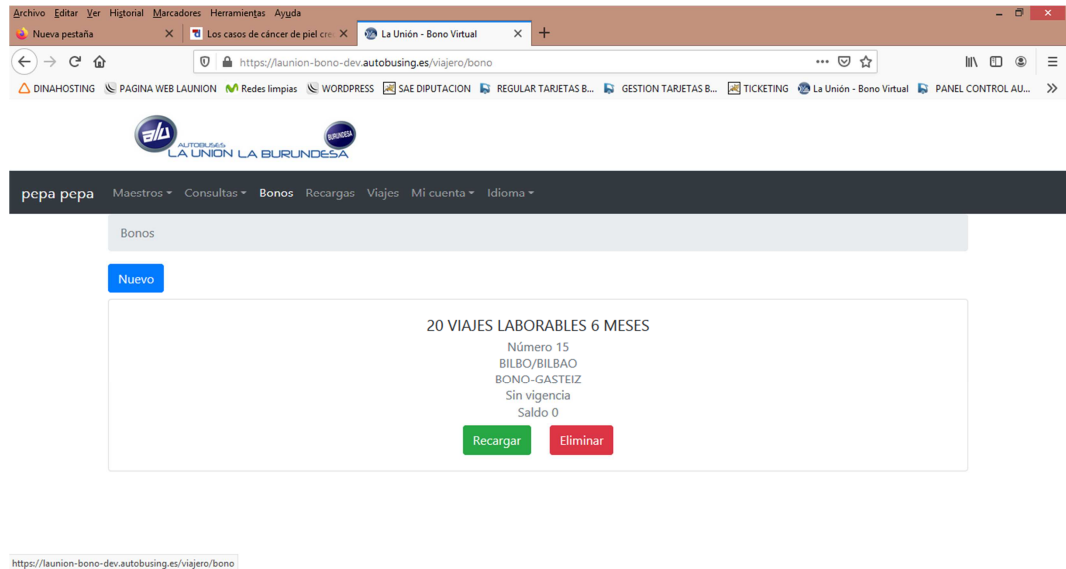 Archivo Editar Ver Historial Marcadores Herramientas Ayuda
Nueva pestaña
Los casos de cáncer de piel cre
La Unión - Bono Virtual
https://launion-bono-dev.autobusing.es/viajero/bono
DINAHOSTING PAGINA WEB LAUNION Redes limpias WORDPRESS SAE DIPUTACION REGULAR TARJETAS B... GESTION TARJETAS B... TICKETING La Unión - Bono Virtual PANEL CONTROL AU...
alu
AUTOBUSES
LA UNION
BURUNDESA
LA BURUNDESA
pepa pepa Maestros Consultas Bonos Recargas Viajes Mi cuenta Idioma
Bonos
Nuevo
20 VIAJES LABORABLES 6 MESES
Número 15
BILBO/BILBAO
BONO-GASTEIZ
Sin vigencia
Saldo 0
Recargar Eliminar
https://launion-bono-dev.autobusing.es/viajero/bono